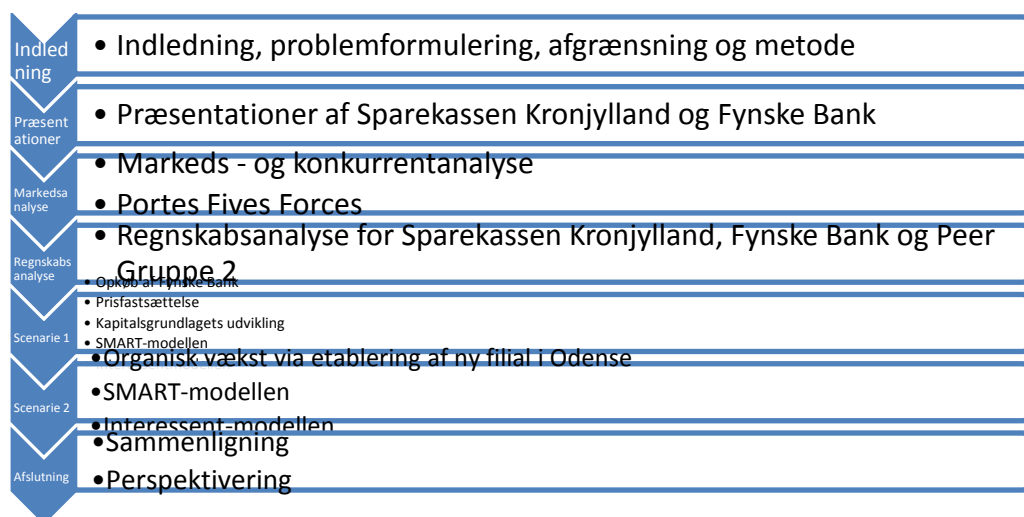 Indled
ning
• Indledning, problemformulering, afgrænsning og metode
Præsent
ationer
• Præsentationer af Sparekassen Kronjylland og Fynske Bank
Markedsa
nalyse
• Markeds - og konkurrentanalyse
• Portes Fives Forces
Regnskabs
analyse
• Regnskabsanalyse for Sparekassen Kronjylland, Fynske Bank og Peer
Gruppe 2
Scenarie 1
• Opkøb af Fynske Bank
• Prisfastsættelse
• Kapitalsgrundlagets udvikling
• SMART-modellen
Scenarie 2
•Organisk vækst via etablering af ny filial i Odense
•SMART-modellen
•Interessent-modellen
Afslutning
•Sammenligning
•Perspektivering